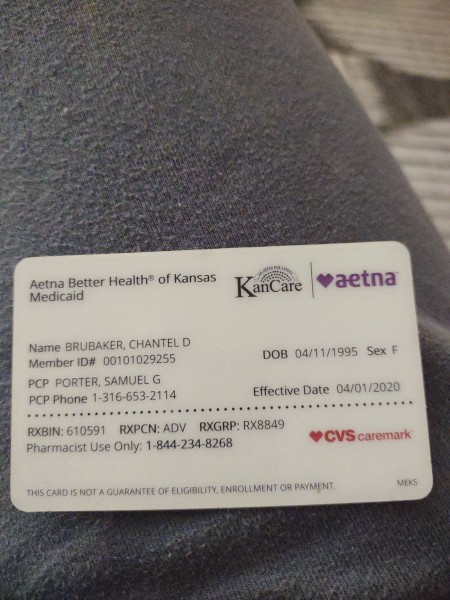 Aetna Better Health® of Kansas
Medicaid
KanCare
aetna™
Name BRUBAKER, CHANTEL D
Member ID# 00101029255
DOB 04/11/1995 Sex F
PCP PORTER, SAMUEL G
PCP Phone 1-316-653-2114
Effective Date 04/01/2020
RXBIN: 610591 RXPCN: ADV RXGRP: RX8849
Pharmacist Use Only: 1-844-234-8268
CVS caremark™
THIS CARD IS NOT A GUARANTEE OF ELIGIBILITY, ENROLLMENT OR PAYMENT.
MEKS